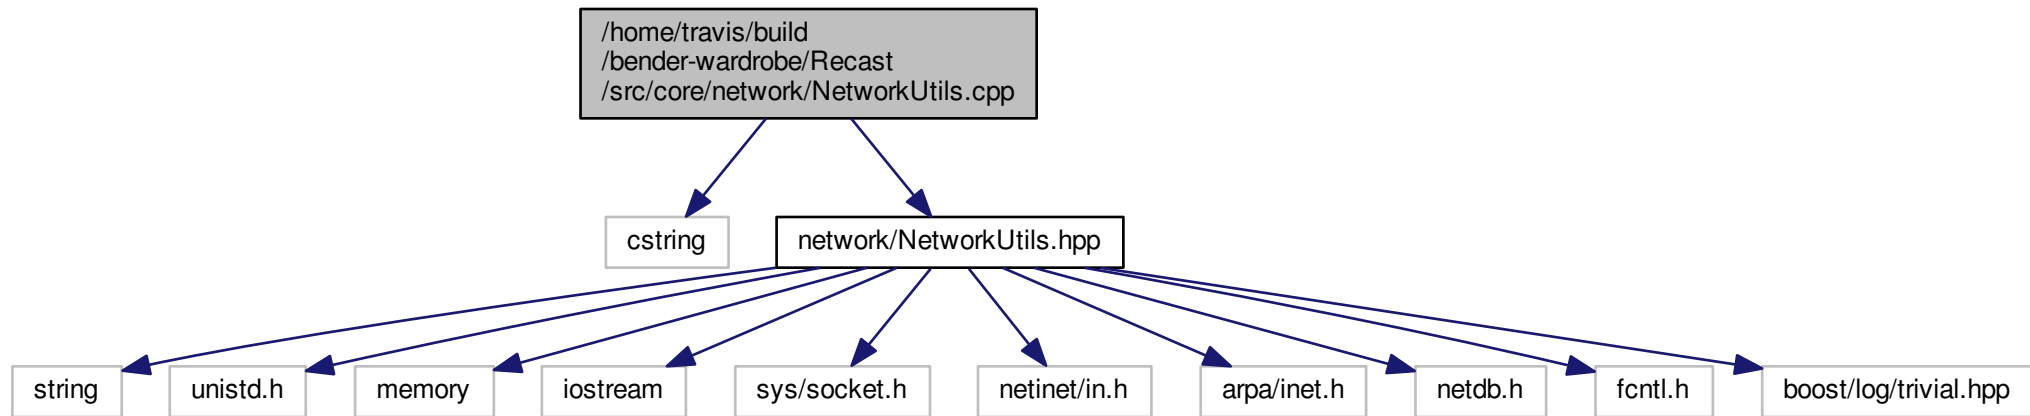 /home/travis/build
/bender-wardrobe/Recast
/src/core/network/NetworkUtils.cpp
cstring
network/NetworkUtils.hpp
string
unistd.h
memory
iostream
sys/socket.h
netinet/in.h
arpa/inet.h
netdb.h
fcntl.h
boost/log/trivial.hpp